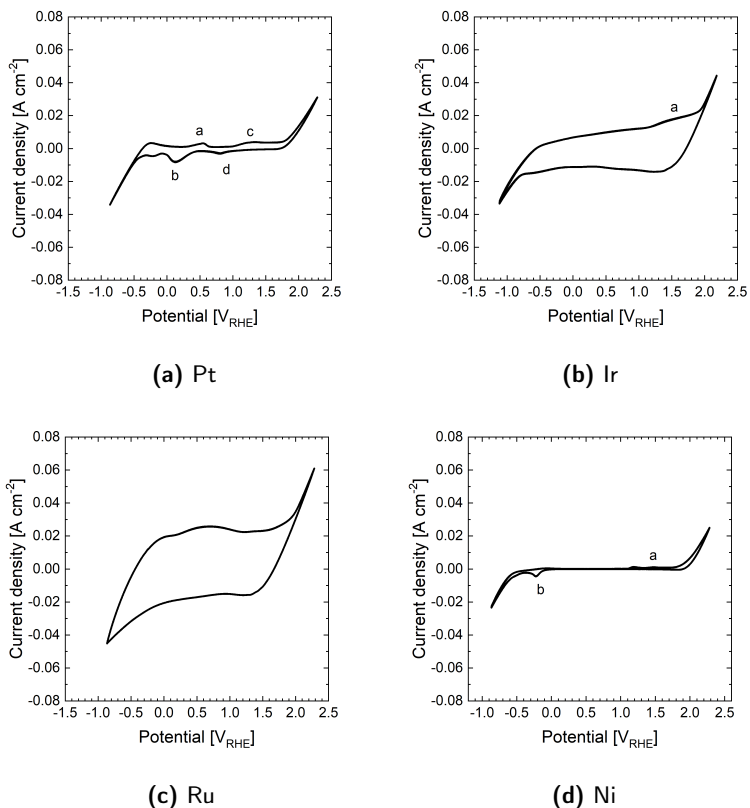 0.08
0.06
0.04
0.02
0.00
-0.02
-0.04
-0.06
-0.08
Current density [A cm-2]
a
c
b
d
-1.5 -1.0 -0.5 0.0 0.5 1.0 1.5 2.0 2.5
Potential [VRHE]
(a) Pt
0.08
0.06
0.04
0.02
0.00
-0.02
-0.04
-0.06
-0.08
Current density [A cm-2]
a
-1.5 -1.0 -0.5 0.0 0.5 1.0 1.5 2.0 2.5
Potential [VRHE]
(b) Ir
0.08
0.06
0.04
0.02
0.00
-0.02
-0.04
-0.06
-0.08
Current density [A cm-2]
-1.5 -1.0 -0.5 0.0 0.5 1.0 1.5 2.0 2.5
Potential [VRHE]
(c) Ru
0.08
0.06
0.04
0.02
0.00
-0.02
-0.04
-0.06
-0.08
Current density [A cm-2]
a
b
-1.0 -0.5 0.0 0.5 1.0 1.5 2.0 2.5
Potential [VRHE]
(d) Ni